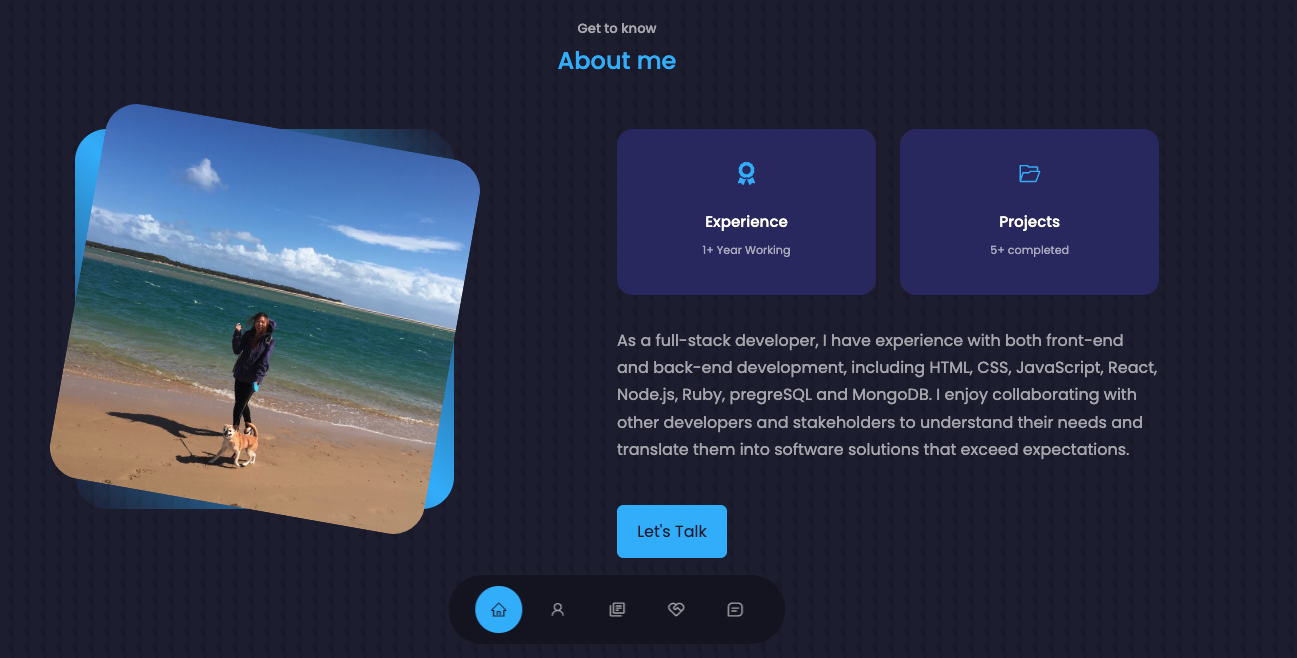 Get to know
About me
Experience
1+ Year Working
Projects
5+ completed
As a full-stack developer, I have experience with both front-end
and back-end development, including HTML, CSS, JavaScript, React,
Node.js, Ruby, pregreSQL and MongoDB. I enjoy collaborating with
other developers and stakeholders to understand their needs and
translate them into software solutions that exceed expectations.
Let's Talk